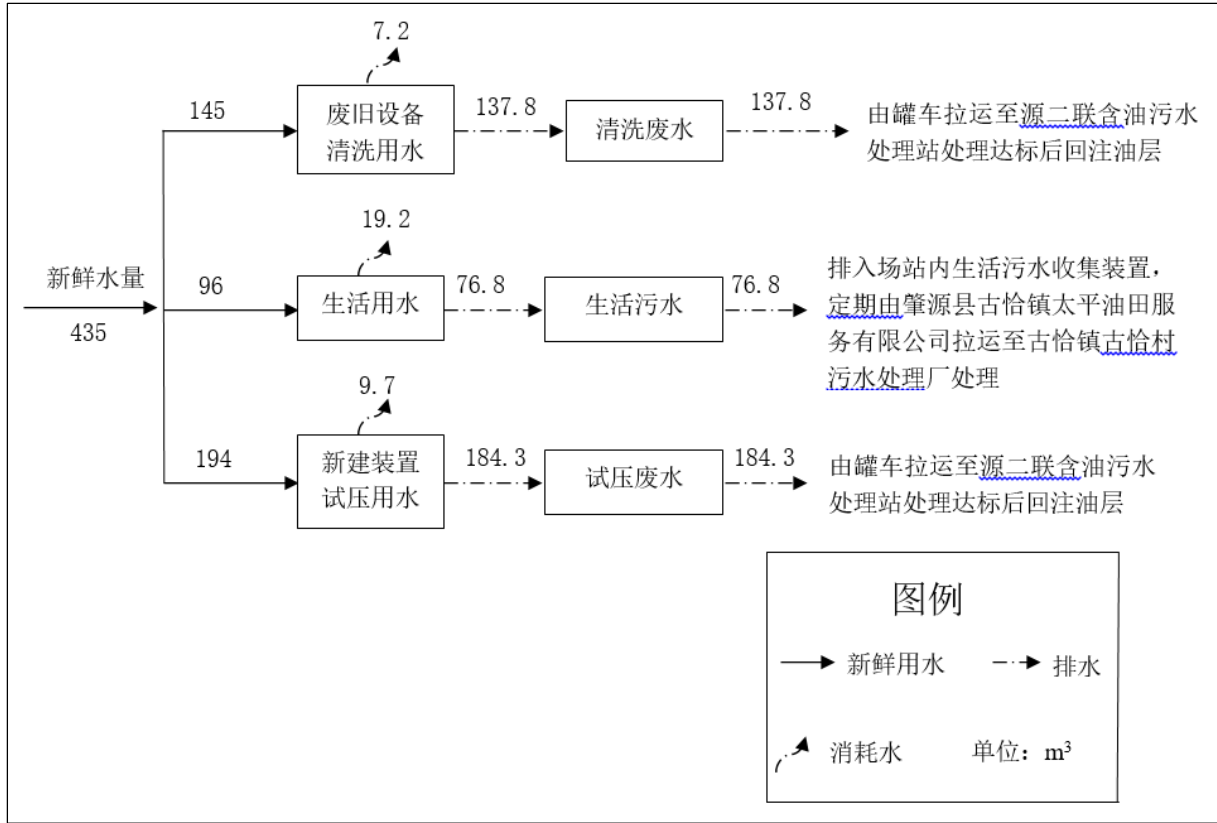 7.2
145
废旧设备
清洗用水
137.8
清洗废水
137.8
由罐车拉运至源二联含油污水
处理站处理达标后回注油层
新鲜水量
435
19.2
96
生活用水
76.8
生活污水
76.8
排入场站内生活污水收集装置，
定期由肇源县古恰镇太平油田服
务有限公司拉运至古恰镇古恰村
污水处理厂处理
9.7
194
新建装置
试压用水
184.3
试压废水
184.3
由罐车拉运至源二联含油污水
处理站处理达标后回注油层
图例
新鲜用水
排水
消耗水
单位：m³